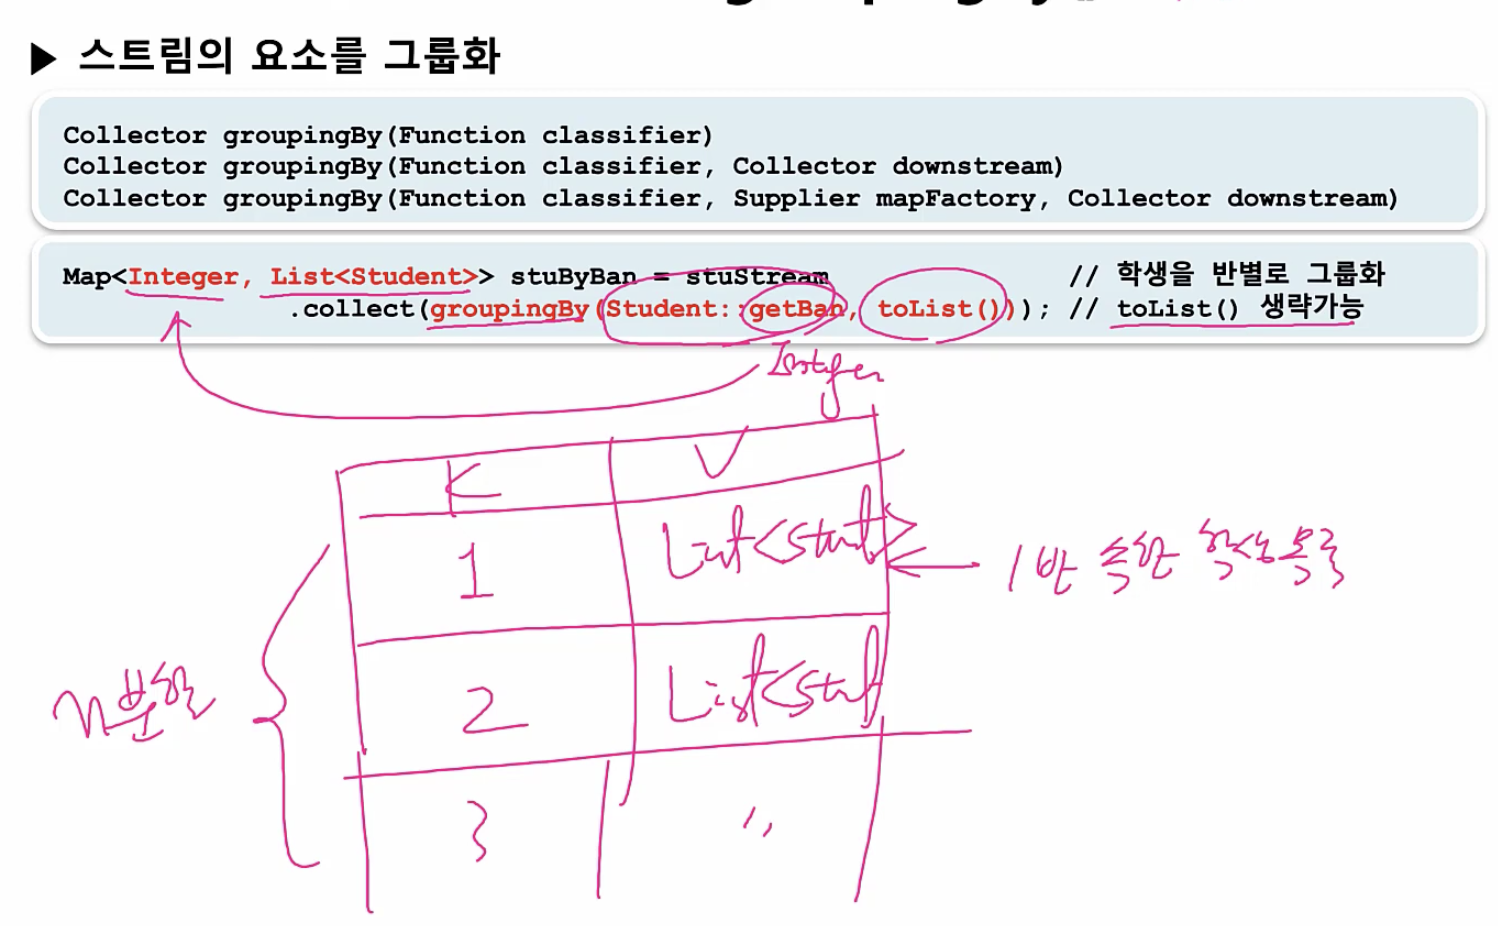 ▶ 스트림의 요소를 그룹화
Collector groupingBy(Function classifier)
Collector groupingBy(Function classifier, Collector downstream)
Collector groupingBy(Function classifier, Supplier mapFactory, Collector downstream)
Map<Integer, List<Student>> stuByBan = stuStream // 학생을 반별로 그룹화
.collect(groupingBy(Student::getBan, toList())); // toList() 생략가능
Integer
K V
1 List<Stud> 1반 속한 학생 목록
n분할
2 List<Stud
3 〃